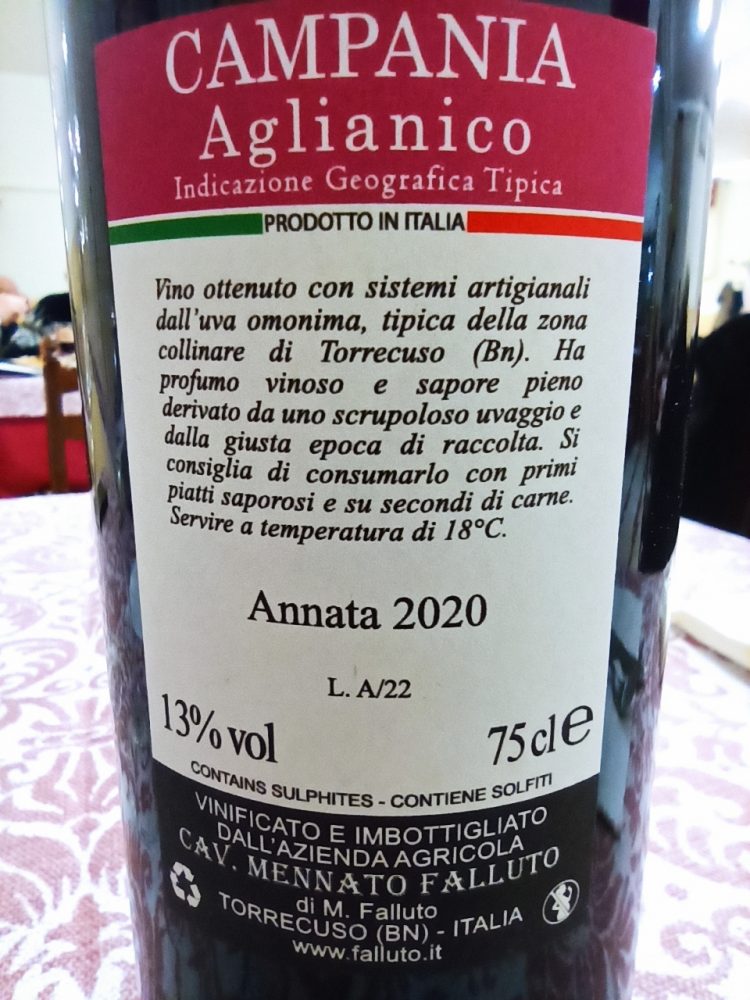 CAMPANIA
Aglianico
Indicazione Geografica Tipica
PRODOTTO IN ITALIA
Vino ottenuto con sistemi artigianali
dall'uva omonima, tipica della zona
collinare di Torrecuso (Bn). Ha
profumo vinoso e sapore pieno
derivato da uno scrupoloso uvaggio e
dalla giusta epoca di raccolta. Si
consiglia di consumarlo con primi
piatti saporosi e su secondi di carne.
Servire a temperatura di 18°C.
Annata 2020
L. A/22
13% vol
75 cl e
CONTAINS SULPHITES - CONTIENE SOLFITI
VINIFICATO E IMBOTTIGLIATO
DALL'AZIENDA AGRICOLA
CAV. MENNATO FALLUTO
di M. Falluto
TORRECUSO (BN) - ITALIA
www.falluto.it